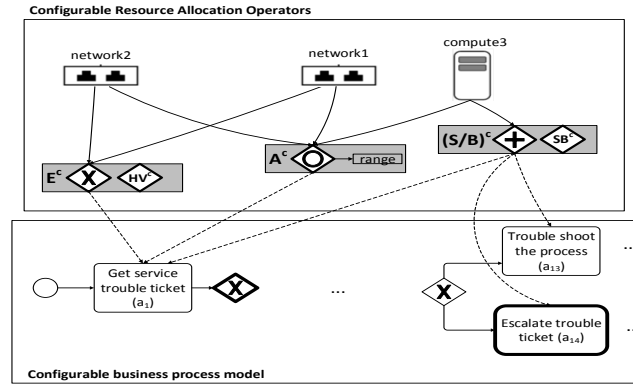 Configurable Resource Allocation Operators
network2
network1
compute3
E^c X HV^c
A^c O range
(S/B)^c + SB^c
Get service
trouble ticket
(a₁)
X
...
X
Trouble shoot
the process
(a₁₃)
..
Escalate trouble
ticket (a₁₄)
..
Configurable business process model